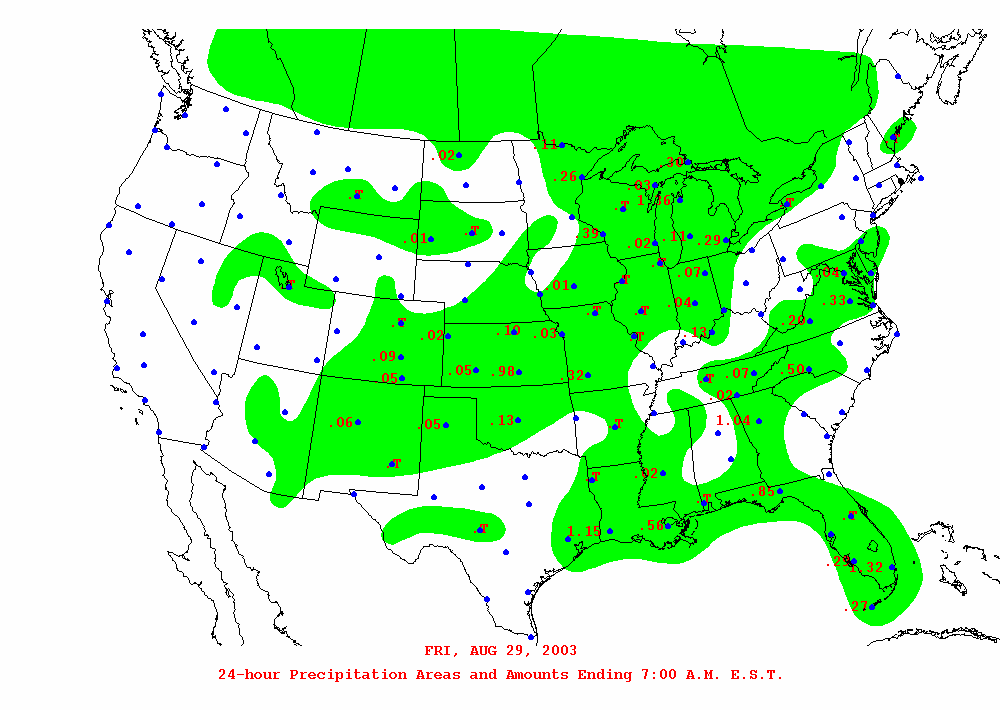 .11
.02
T
.30
.26
.03
T
1.36
T
T
.01
T
.39
.02
.11
.29
T
T
.07
.04
T
.01
.04
.33
T
T
T
.20
.02
.10
.03
T
.13
.09
.05
.05
.98
.32
T
.07
.50
.02
.06
.05
.13
T
1.04
T
T
.92
.85
T
T
1.15
.56
T
.29
1.32
.27
FRI, AUG 29, 2003
24-hour Precipitation Areas and Amounts Ending 7:00 A.M. E.S.T.